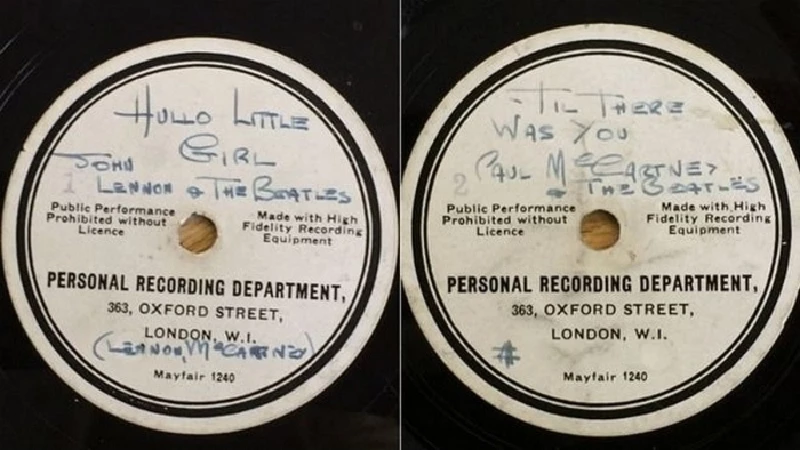 HULLO LITTLE
GIRL
JOHN
1 LENNON & THE BEATLES
Public Performance
Prohibited without
Licence
Made with High
Fidelity Recording
Equipment
PERSONAL RECORDING DEPARTMENT,
363, OXFORD STREET,
LONDON, W.I.
(LENNON, McCARTNEY)
Mayfair 1240
'TIL THERE
WAS YOU
PAUL McCARTNEY
2 & THE BEATLES
Public Performance
Prohibited without
Licence
Made with High
Fidelity Recording
Equipment
PERSONAL RECORDING DEPARTMENT,
363, OXFORD STREET,
LONDON, W.I.
#
Mayfair 1240